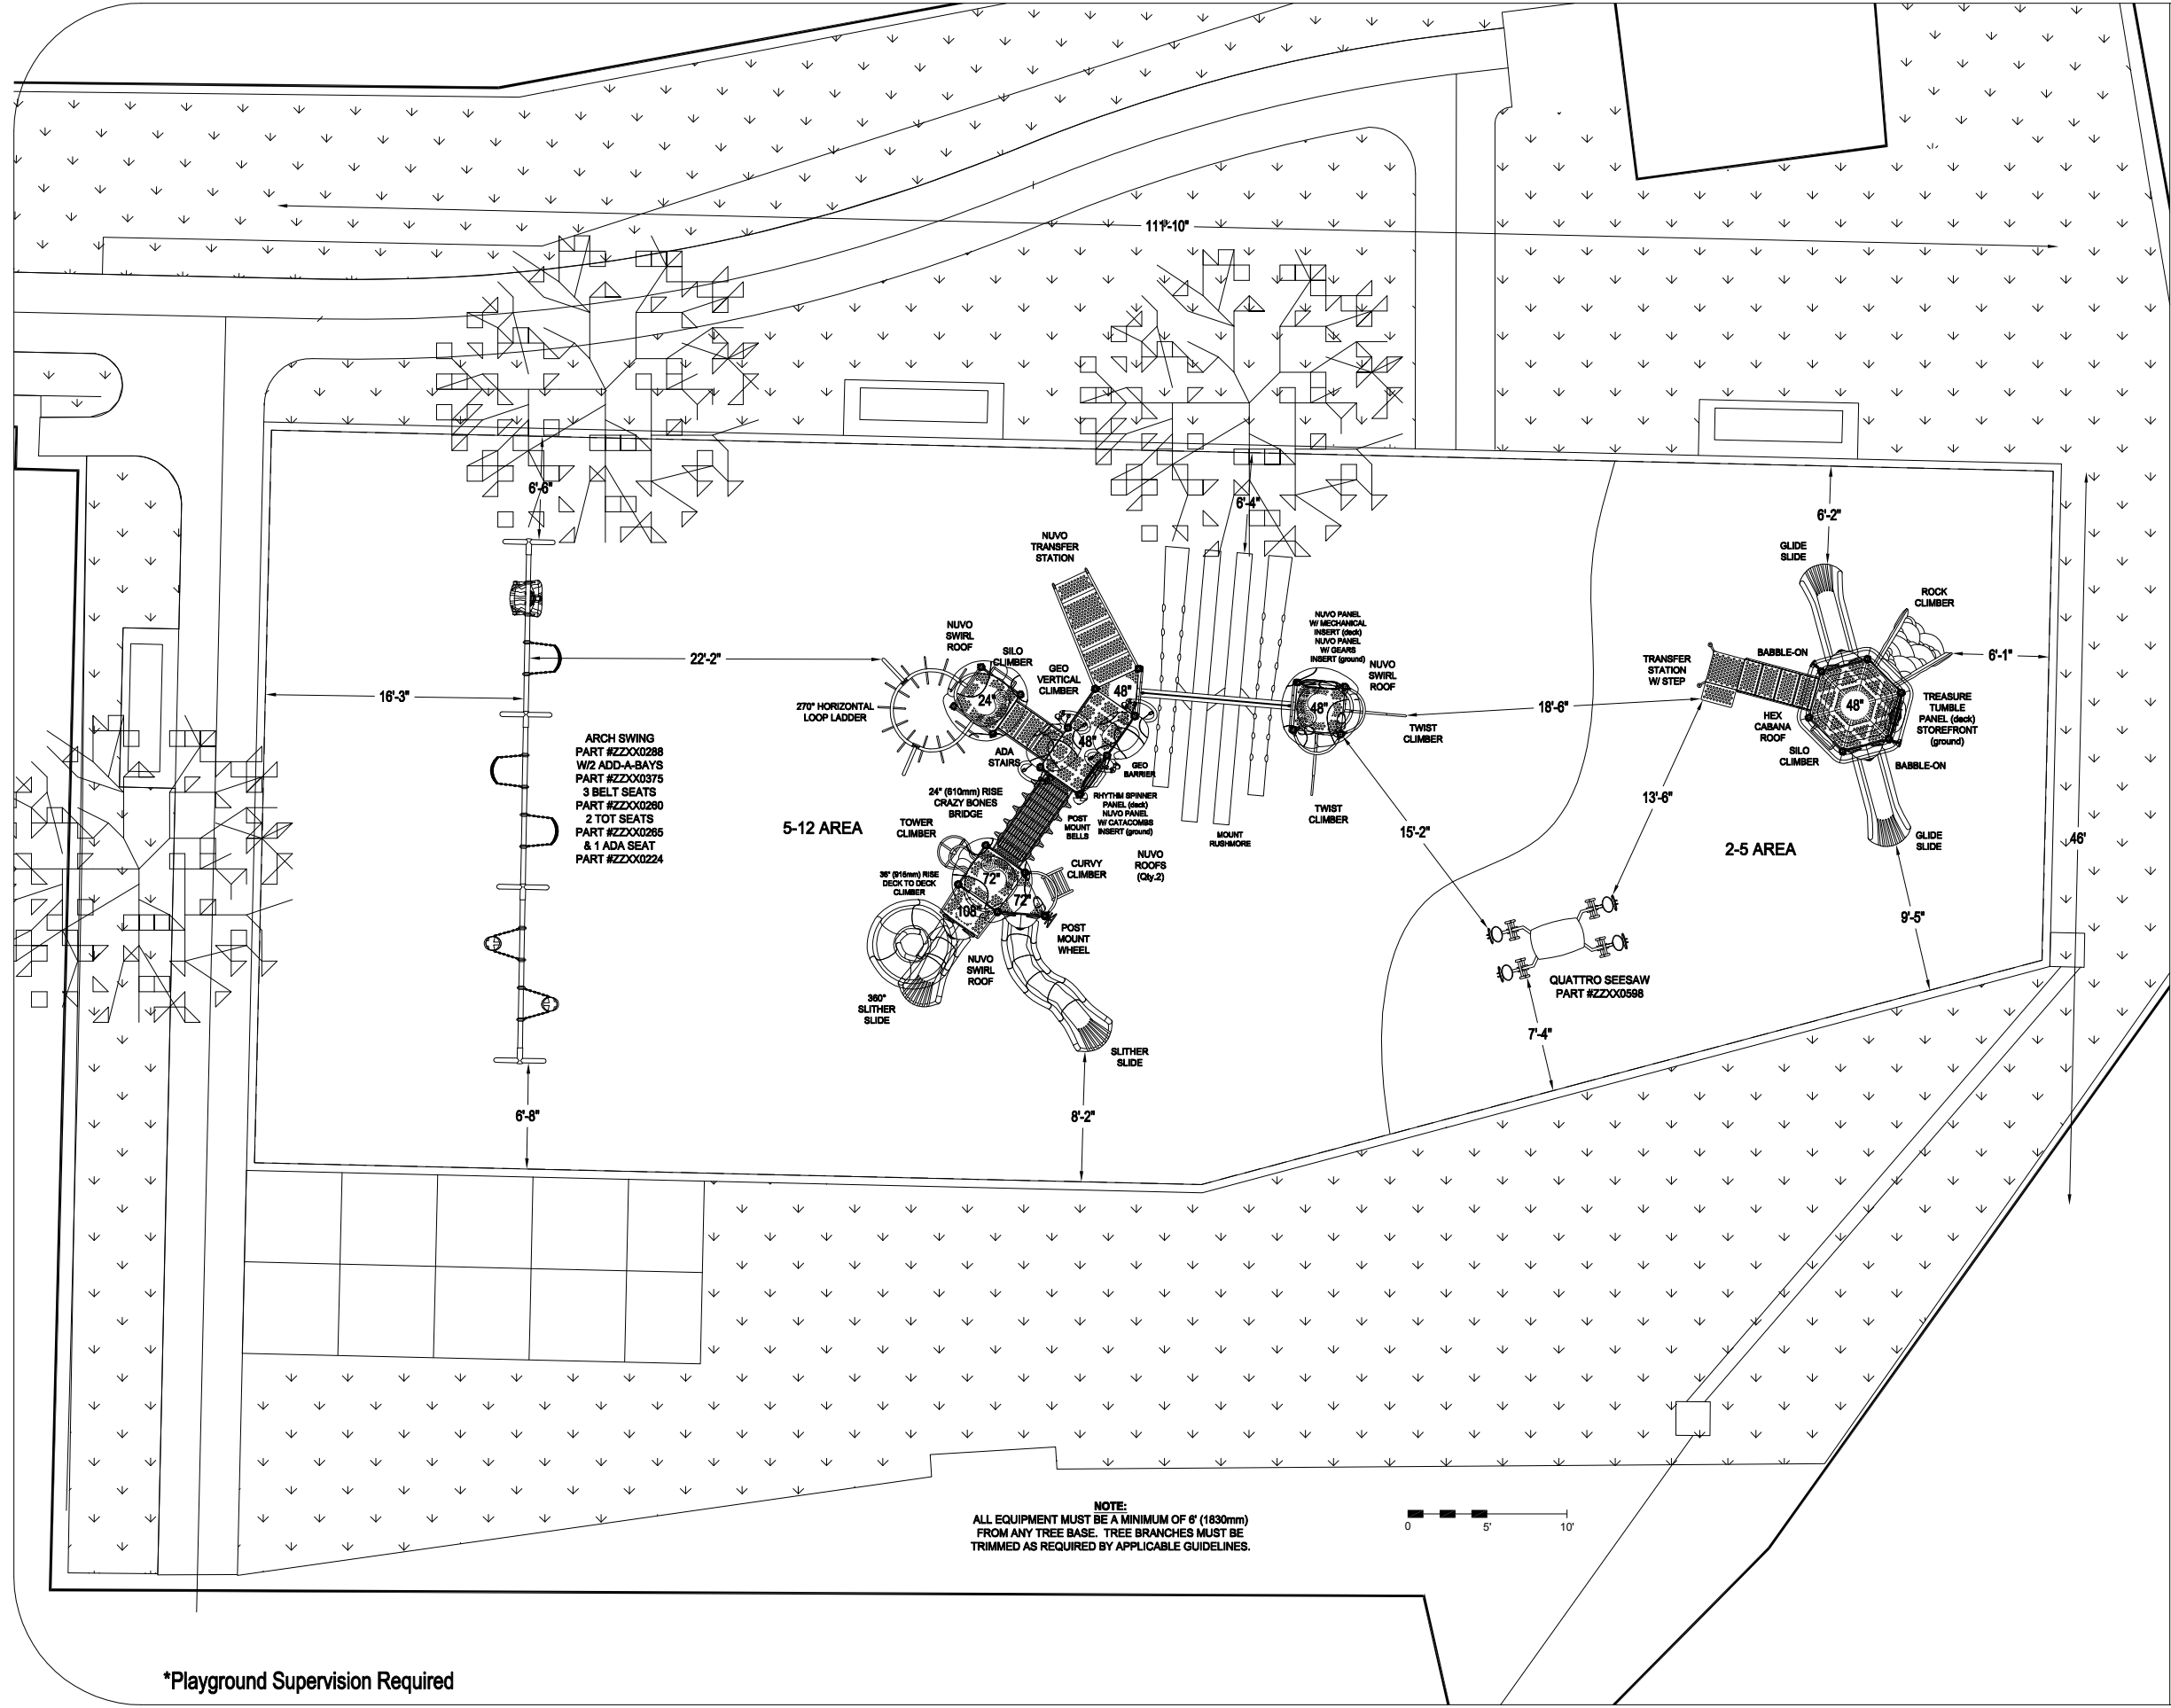 111'-10"
6'-6"
6'-4"
6'-2"
NUVO
TRANSFER
STATION
GLIDE
SLIDE
ROCK
CLIMBER
NUVO PANEL
W/ MECHANICAL
INSERT (deck)
NUVO PANEL
W/ GEARS
INSERT (ground)
NUVO
SWIRL
ROOF
SILO
CLIMBER
GEO
VERTICAL
CLIMBER
NUVO
SWIRL
ROOF
TRANSFER
STATION
W/ STEP
BABBLE-ON
6'-1"
22'-2"
16'-3"
24"
48"
48"
48"
48"
270° HORIZONTAL
LOOP LADDER
18'-6"
TWIST
CLIMBER
HEX
CABANA
ROOF
SILO
CLIMBER
TREASURE
TUMBLE
PANEL (deck)
STOREFRONT
(ground)
BABBLE-ON
ARCH SWING
PART #ZZXX0288
W/2 ADD-A-BAYS
PART #ZZXX0375
3 BELT SEATS
PART #ZZXX0260
2 TOT SEATS
PART #ZZXX0265
& 1 ADA SEAT
PART #ZZXX0224
ADA
STAIRS
GEO
BARRIER
24" (610mm) RISE
CRAZY BONES
BRIDGE
RHYTHM SPINNER
PANEL (deck)
NUVO PANEL
W/ CATACOMBS
INSERT (ground)
POST
MOUNT
BELLS
TWIST
CLIMBER
13'-6"
TOWER
CLIMBER
5-12 AREA
MOUNT
RUSHMORE
15'-2"
46'
GLIDE
SLIDE
2-5 AREA
NUVO
ROOFS
(Qty.2)
CURVY
CLIMBER
36" (915mm) RISE
DECK TO DECK
CLIMBER
72"
72"
108"
9'-5"
POST
MOUNT
WHEEL
NUVO
SWIRL
ROOF
360°
SLITHER
SLIDE
QUATTRO SEESAW
PART #ZZXX0598
7'-4"
SLITHER
SLIDE
6'-8"
8'-2"
NOTE:
ALL EQUIPMENT MUST BE A MINIMUM OF 6' (1830mm)
FROM ANY TREE BASE. TREE BRANCHES MUST BE
TRIMMED AS REQUIRED BY APPLICABLE GUIDELINES.
0 5' 10'
*Playground Supervision Required